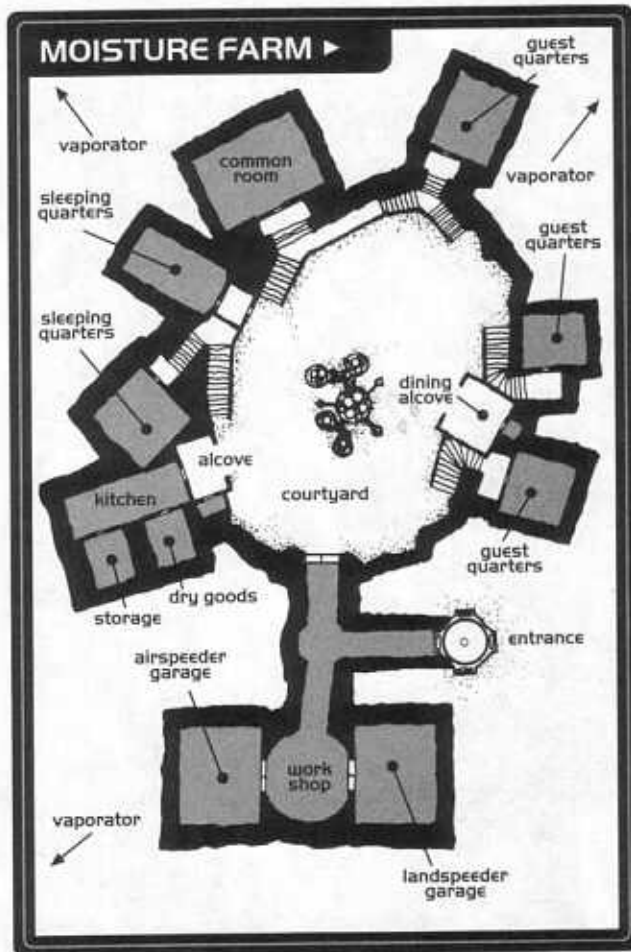 MOISTURE FARM
guest
quarters
vaporator
common
room
vaporator
sleeping
quarters
guest
quarters
sleeping
quarters
dining
alcove
alcove
kitchen
courtyard
guest
quarters
dry goods
storage
entrance
airspeeder
garage
work
shop
vaporator
landspeeder
garage